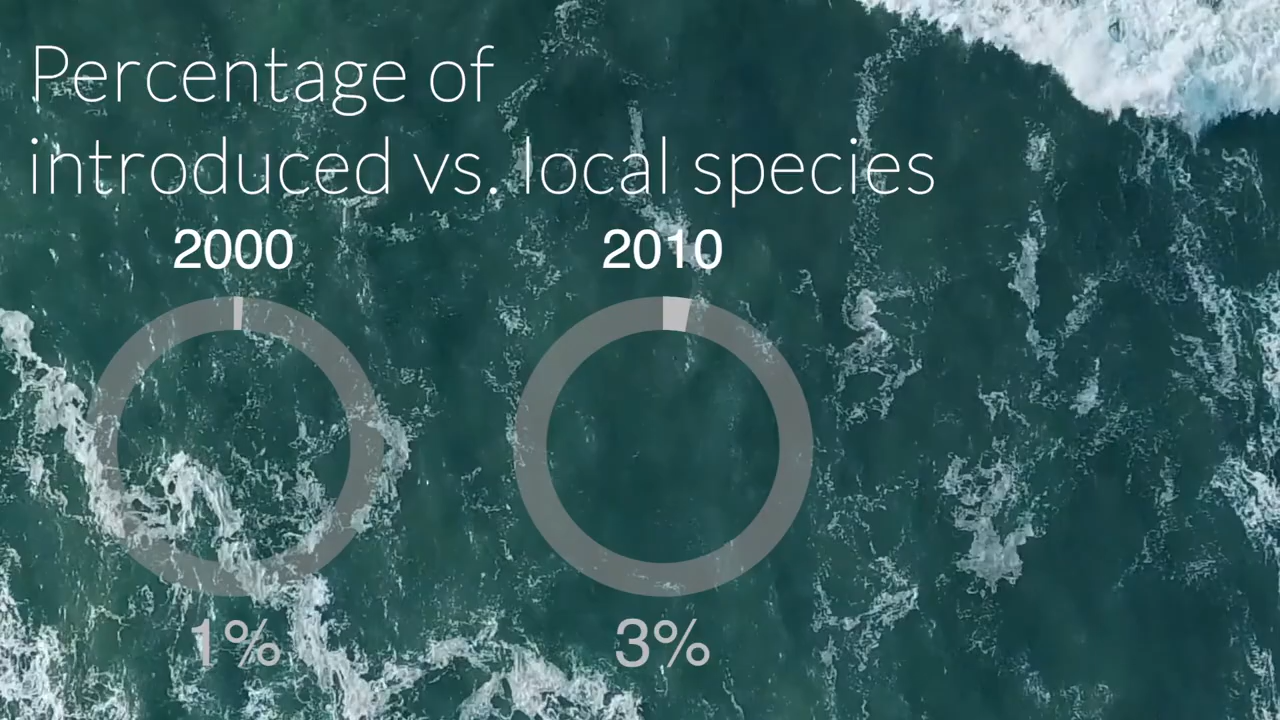 Percentage of
introduced vs. local species
2000
2010
1%
3%